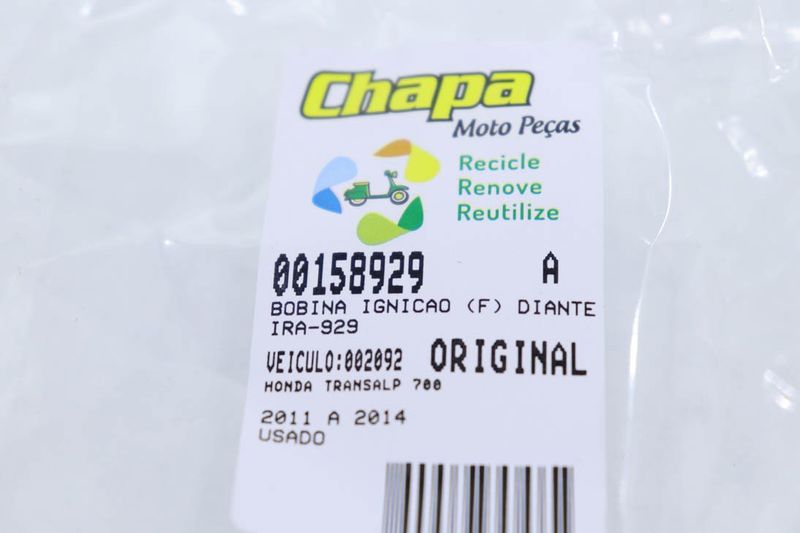 Chapa
Moto Peças
Recicle
Renove
Reutilize
00158929 A
BOBINA IGNICAO (F) DIANTE
IRA-929
VEICULO:002092 ORIGINAL
HONDA TRANSALP 700
2011 A 2014
USADO